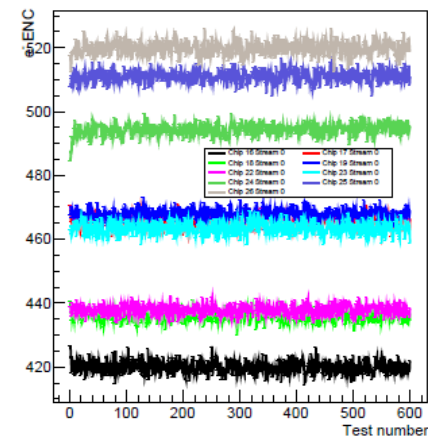 e⁻ENC
520
500
480
460
440
420
Chip 16 Stream 0 Chip 17 Stream 0
Chip 18 Stream 0 Chip 19 Stream 0
Chip 22 Stream 0 Chip 23 Stream 0
Chip 24 Stream 0 Chip 25 Stream 0
Chip 26 Stream 0
0 100 200 300 400 500 600
Test number